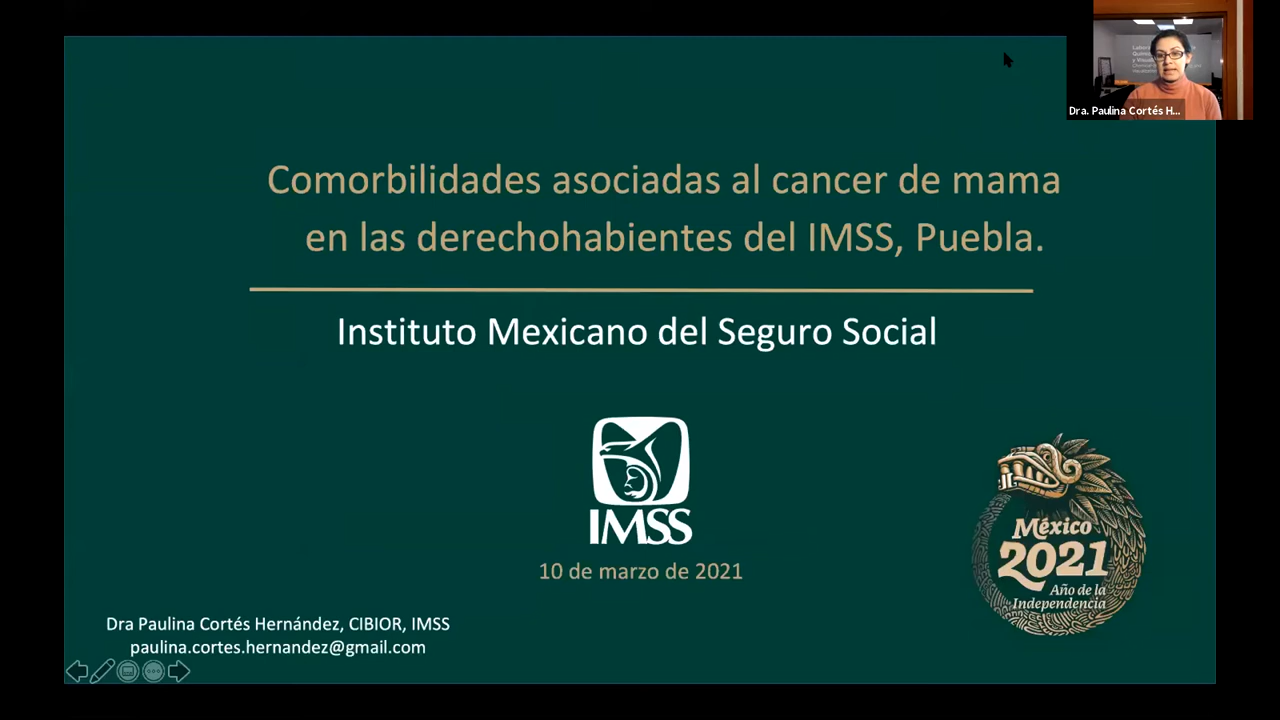 Comorbilidades asociadas al cancer de mama
en las derechohabientes del IMSS, Puebla.
Instituto Mexicano del Seguro Social
IMSS
10 de marzo de 2021
México
2021
Año de la
Independencia
Dra Paulina Cortés Hernández, CIBIOR, IMSS
paulina.cortes.hernandez@gmail.com
Dra. Paulina Cortés H...